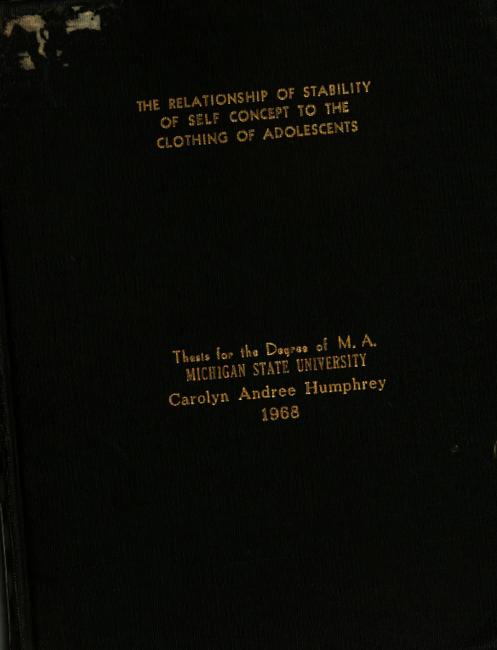 THE RELATIONSHIP OF STABILITY
OF SELF CONCEPT TO THE
CLOTHING OF ADOLESCENTS
Thesis for the Degree of M. A.
MICHIGAN STATE UNIVERSITY
Carolyn Andree Humphrey
1968